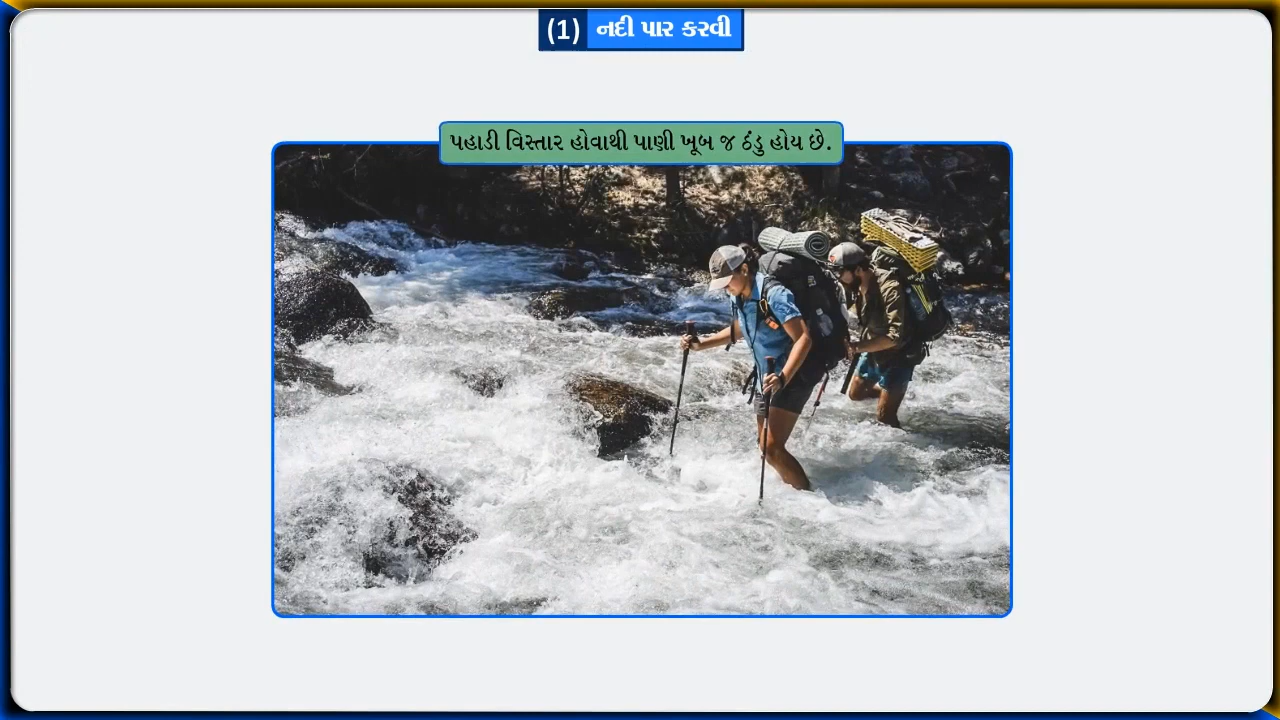 (1) નદી પાર કરવી
પહાડી વિસ્તાર હોવાથી પાણી ખૂબ જ ઠંડુ હોય છે.